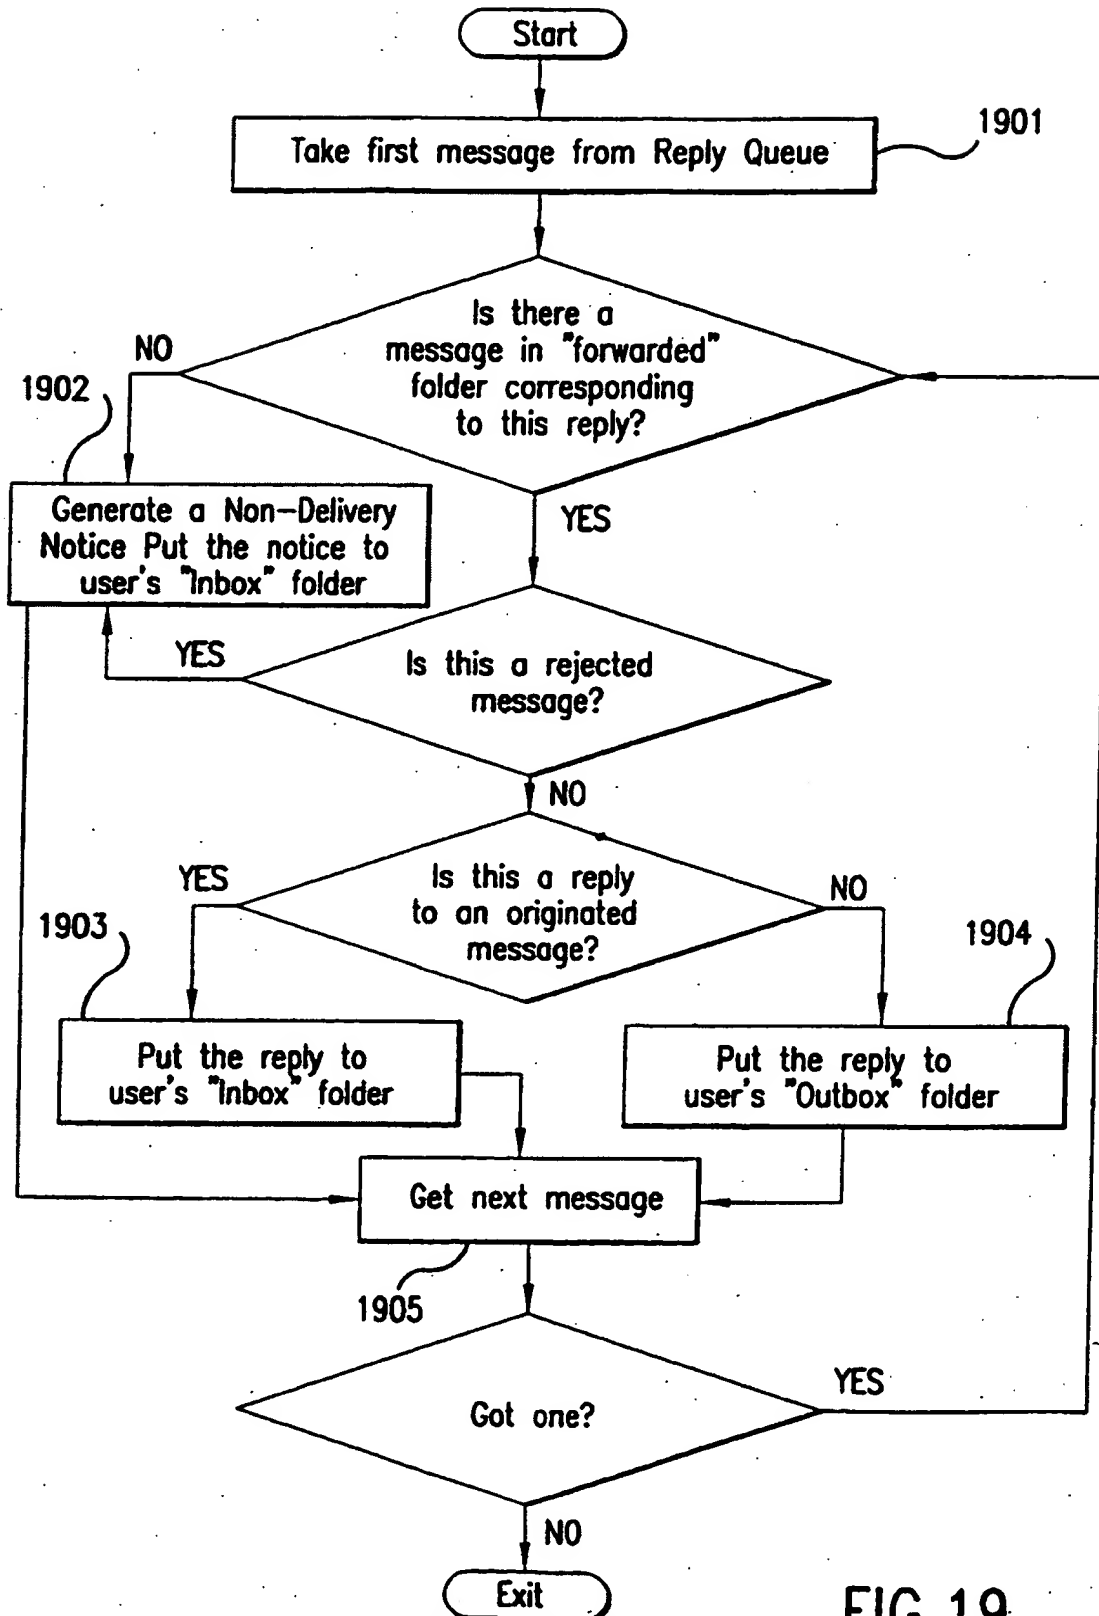 Start
1901
Take first message from Reply Queue
Is there a
message in "forwarded"
folder corresponding
to this reply?
NO
1902
Generate a Non-Delivery
Notice Put the notice to
user's "Inbox" folder
YES
YES
Is this a rejected
message?
NO
YES
Is this a reply
to an originated
message?
NO
1903
1904
Put the reply to
user's "Inbox" folder
Put the reply to
user's "Outbox" folder
Get next message
1905
Got one?
YES
NO
Exit
FIG.19